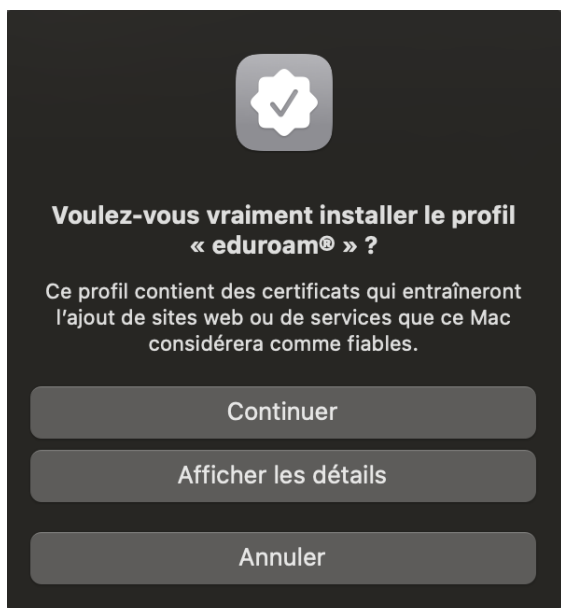 Voulez-vous vraiment installer le profil
« eduroam® » ?
Ce profil contient des certificats qui entraîneront
l’ajout de sites web ou de services que ce Mac
considérera comme fiables.
Continuer
Afficher les détails
Annuler